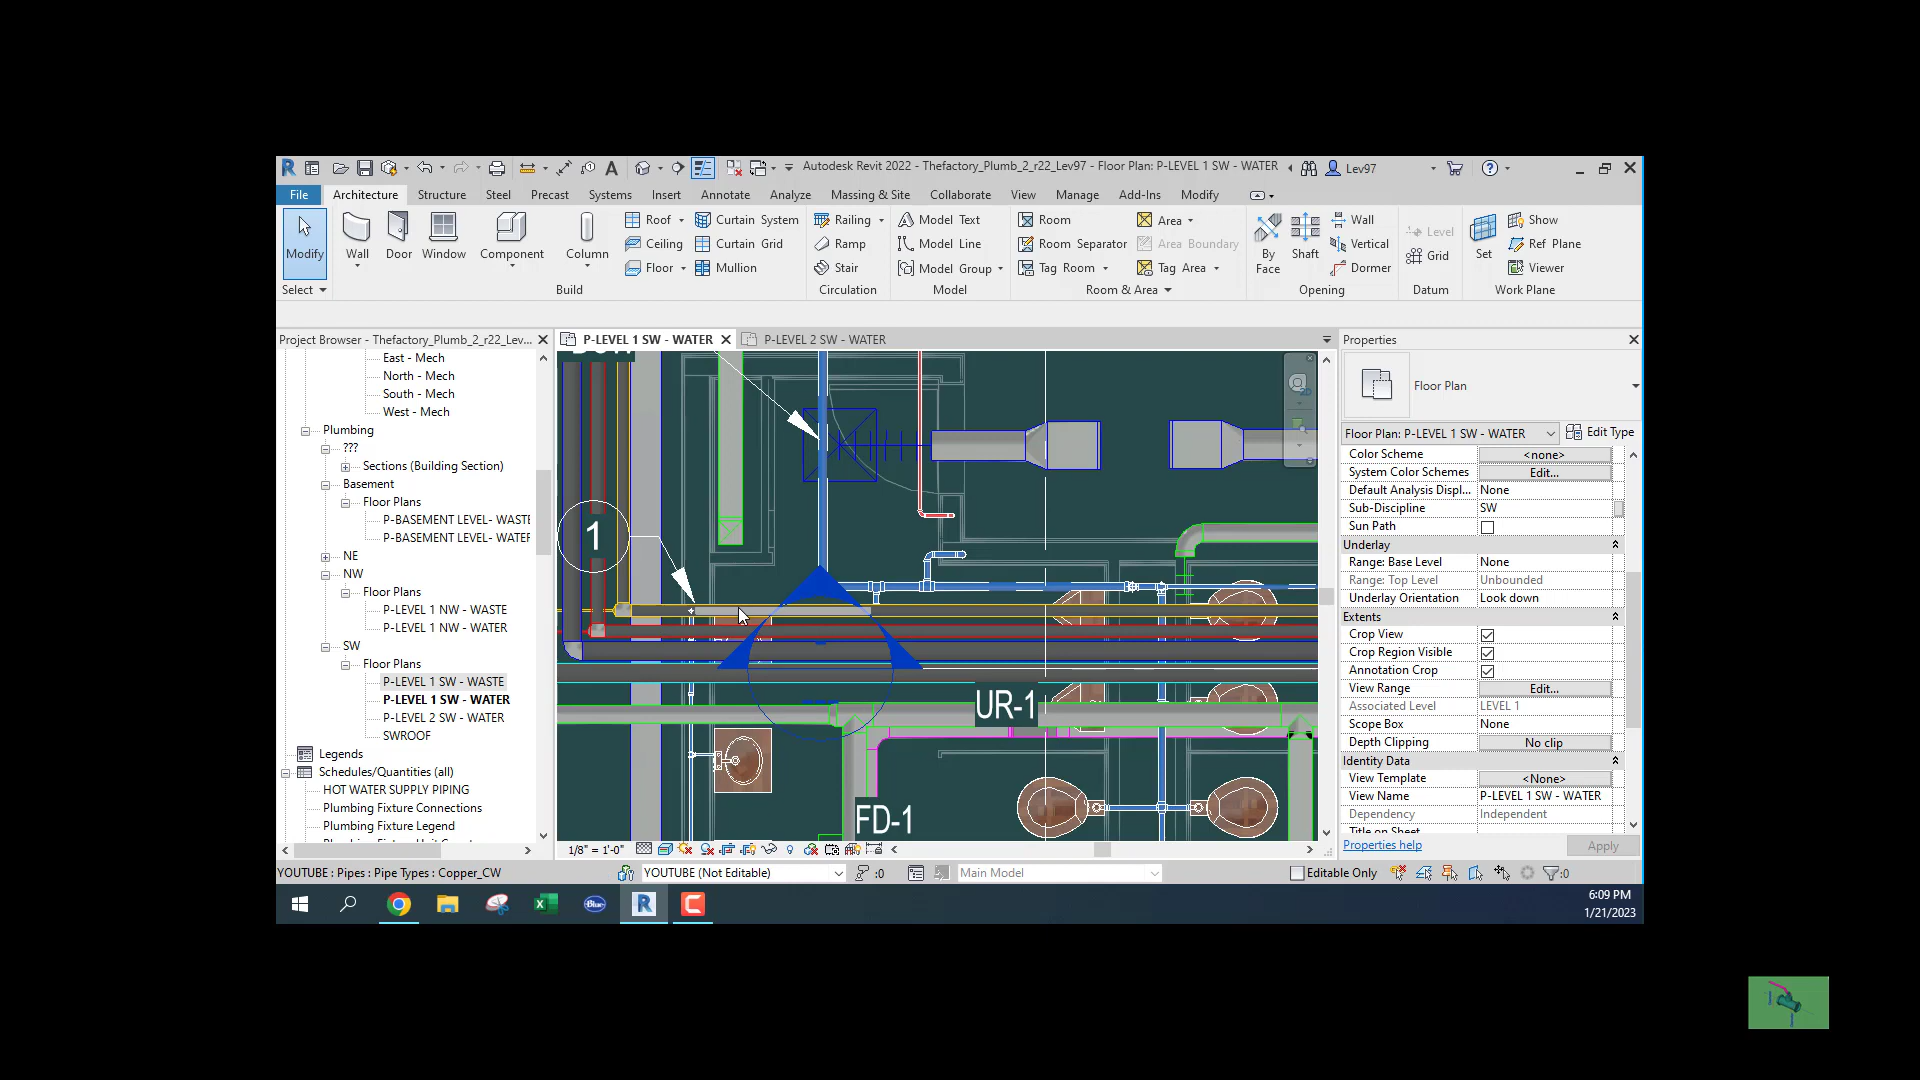 Autodesk Revit 2022 - Thefactory_Plumb_2_r22_Lev97 - Floor Plan: P-LEVEL 1 SW - WATER
Lev97
File Architecture Structure Steel Precast Systems Insert Annotate Analyze Massing & Site Collaborate View Manage Add-Ins Modify
Modify
Wall
Door
Window
Component
Column
Roof
Ceiling
Floor
Curtain System
Curtain Grid
Mullion
Railing
Ramp
Stair
Model Text
Model Line
Model Group
Room
Room Separator
Tag Room
Area
Area Boundary
Tag Area
By
Face
Shaft
Wall
Vertical
Dormer
Level
Grid
Set
Show
Ref Plane
Viewer
Select Build Circulation Model Room & Area Opening Datum Work Plane
Project Browser - Thefactory_Plumb_2_r22_Lev...
East - Mech
North - Mech
South - Mech
West - Mech
Plumbing
???
Sections (Building Section)
Basement
Floor Plans
P-BASEMENT LEVEL- WASTE
P-BASEMENT LEVEL- WATER
NE
NW
Floor Plans
P-LEVEL 1 NW - WASTE
P-LEVEL 1 NW - WATER
SW
Floor Plans
P-LEVEL 1 SW - WASTE
P-LEVEL 1 SW - WATER
P-LEVEL 2 SW - WATER
SWROOF
Legends
Schedules/Quantities (all)
HOT WATER SUPPLY PIPING
Plumbing Fixture Connections
Plumbing Fixture Legend
P-LEVEL 1 SW - WATER
P-LEVEL 2 SW - WATER
1
UR-1
FD-1
2D
Properties
Floor Plan
Floor Plan: P-LEVEL 1 SW - WATER Edit Type
Color Scheme <none>
System Color Schemes Edit...
Default Analysis Displ... None
Sub-Discipline SW
Sun Path
Underlay
Range: Base Level None
Range: Top Level Unbounded
Underlay Orientation Look down
Extents
Crop View
Crop Region Visible
Annotation Crop
View Range Edit...
Associated Level LEVEL 1
Scope Box None
Depth Clipping No clip
Identity Data
View Template <None>
View Name P-LEVEL 1 SW - WATER
Dependency Independent
Title on Sheet
Properties help Apply
1/8" = 1'-0"
YOUTUBE : Pipes : Pipe Types : Copper_CW
YOUTUBE (Not Editable)
:0
Main Model
Editable Only
:0
Blue
6:09 PM
1/21/2023